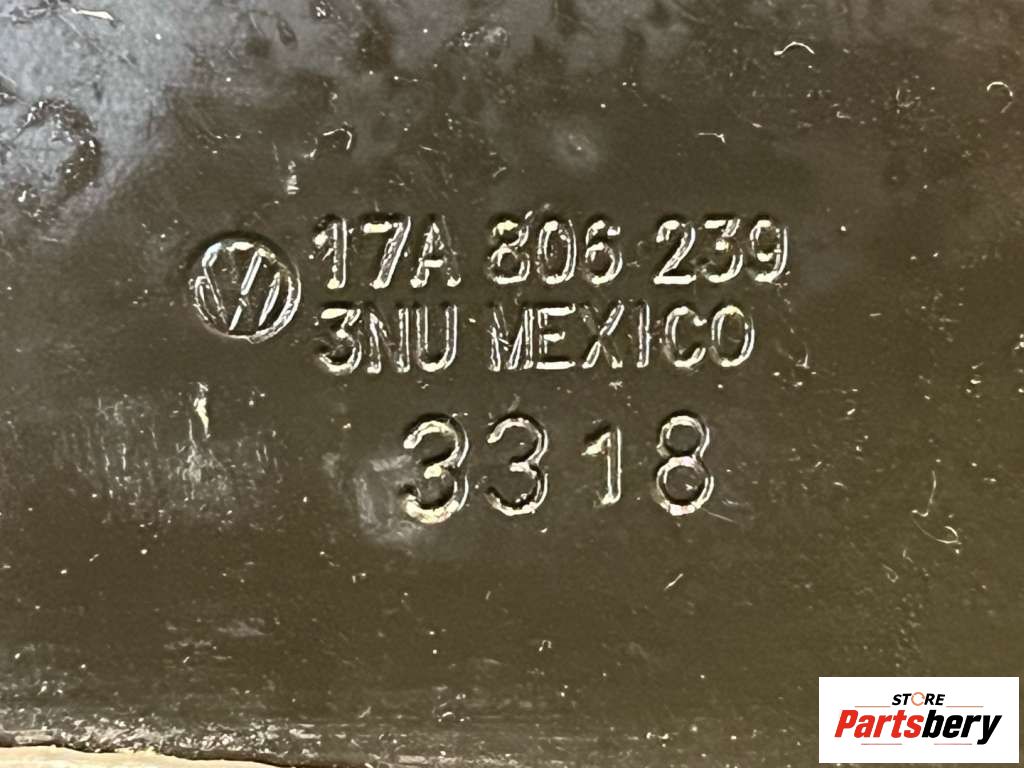 17A 806 239
3NU MEXICO
3318
STORE
Partsbery